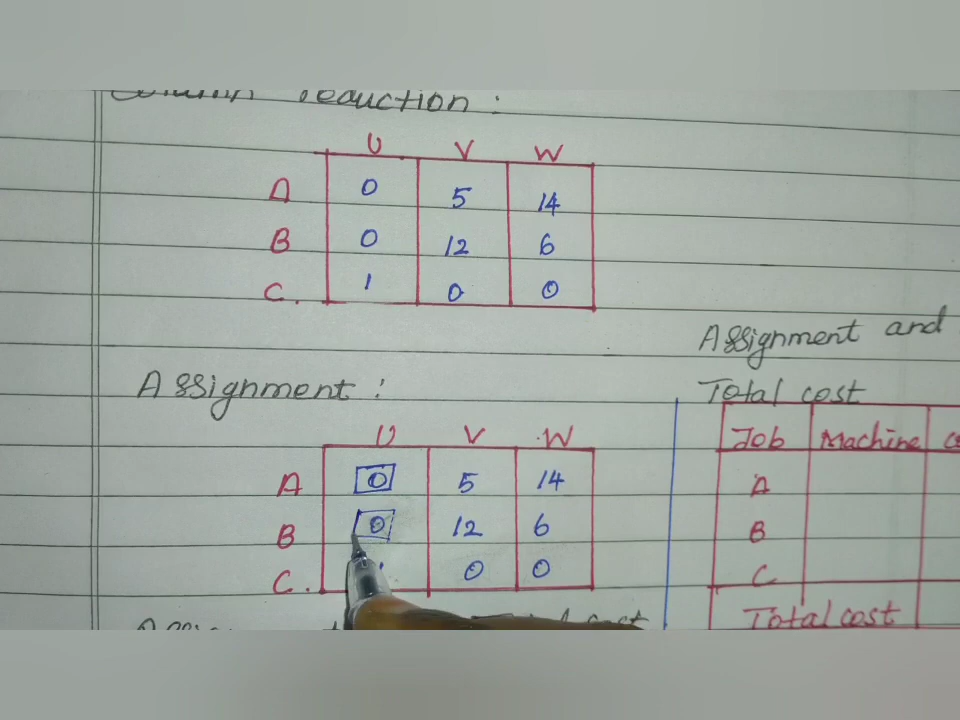 Column reduction :
U V W
A 0 5 14
B 0 12 6
C. 1 0 0
Assignment :
U V W
A 0 5 14
B 0 12 6
C. 0 0
Assignment and
Total cost
Job Machine
A
B
C
Total cost